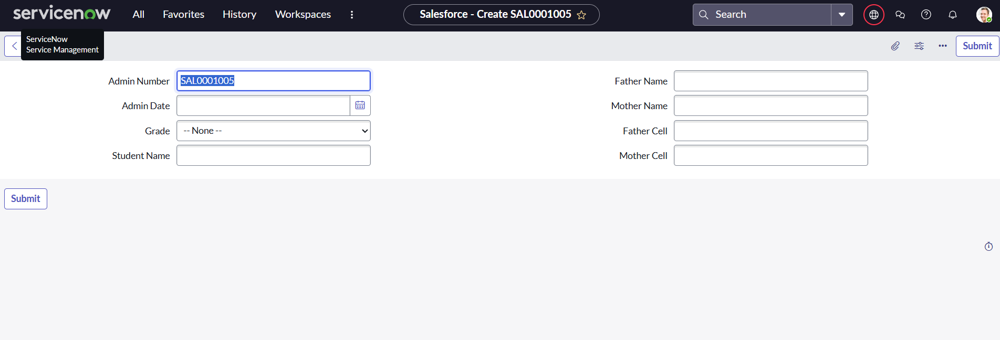 servicenow
All
Favorites
History
Workspaces
Salesforce - Create SAL0001005
Search
ServiceNow
Service Management
Submit
Admin Number
SAL0001005
Admin Date
Grade
-- None --
Student Name
Father Name
Mother Name
Father Cell
Mother Cell
Submit